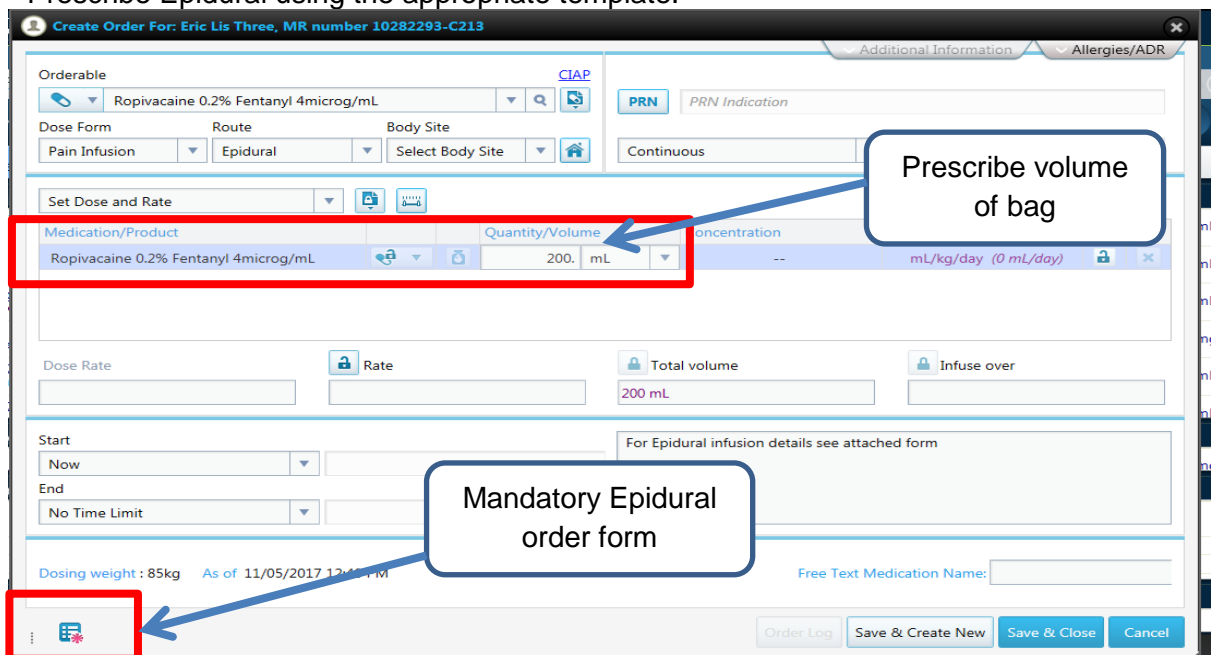 Prescribe Epidural using the appropriate template.
Create Order For: Eric Lis Three, MR number 10282293-C213
Additional Information Allergies/ADR
Orderable CIAP
Ropivacaine 0.2% Fentanyl 4microg/mL
PRN PRN Indication
Dose Form Route Body Site
Pain Infusion Epidural Select Body Site
Continuous
Prescribe volume
of bag
Set Dose and Rate
Medication/Product Quantity/Volume Concentration
Ropivacaine 0.2% Fentanyl 4microg/mL 200. mL -- mL/kg/day (0 mL/day)
Dose Rate Rate Total volume Infuse over
200 mL
Start
Now
For Epidural infusion details see attached form
End
No Time Limit
Mandatory Epidural
order form
Dosing weight : 85kg As of 11/05/2017
Free Text Medication Name:
Order Log Save & Create New Save & Close Cancel